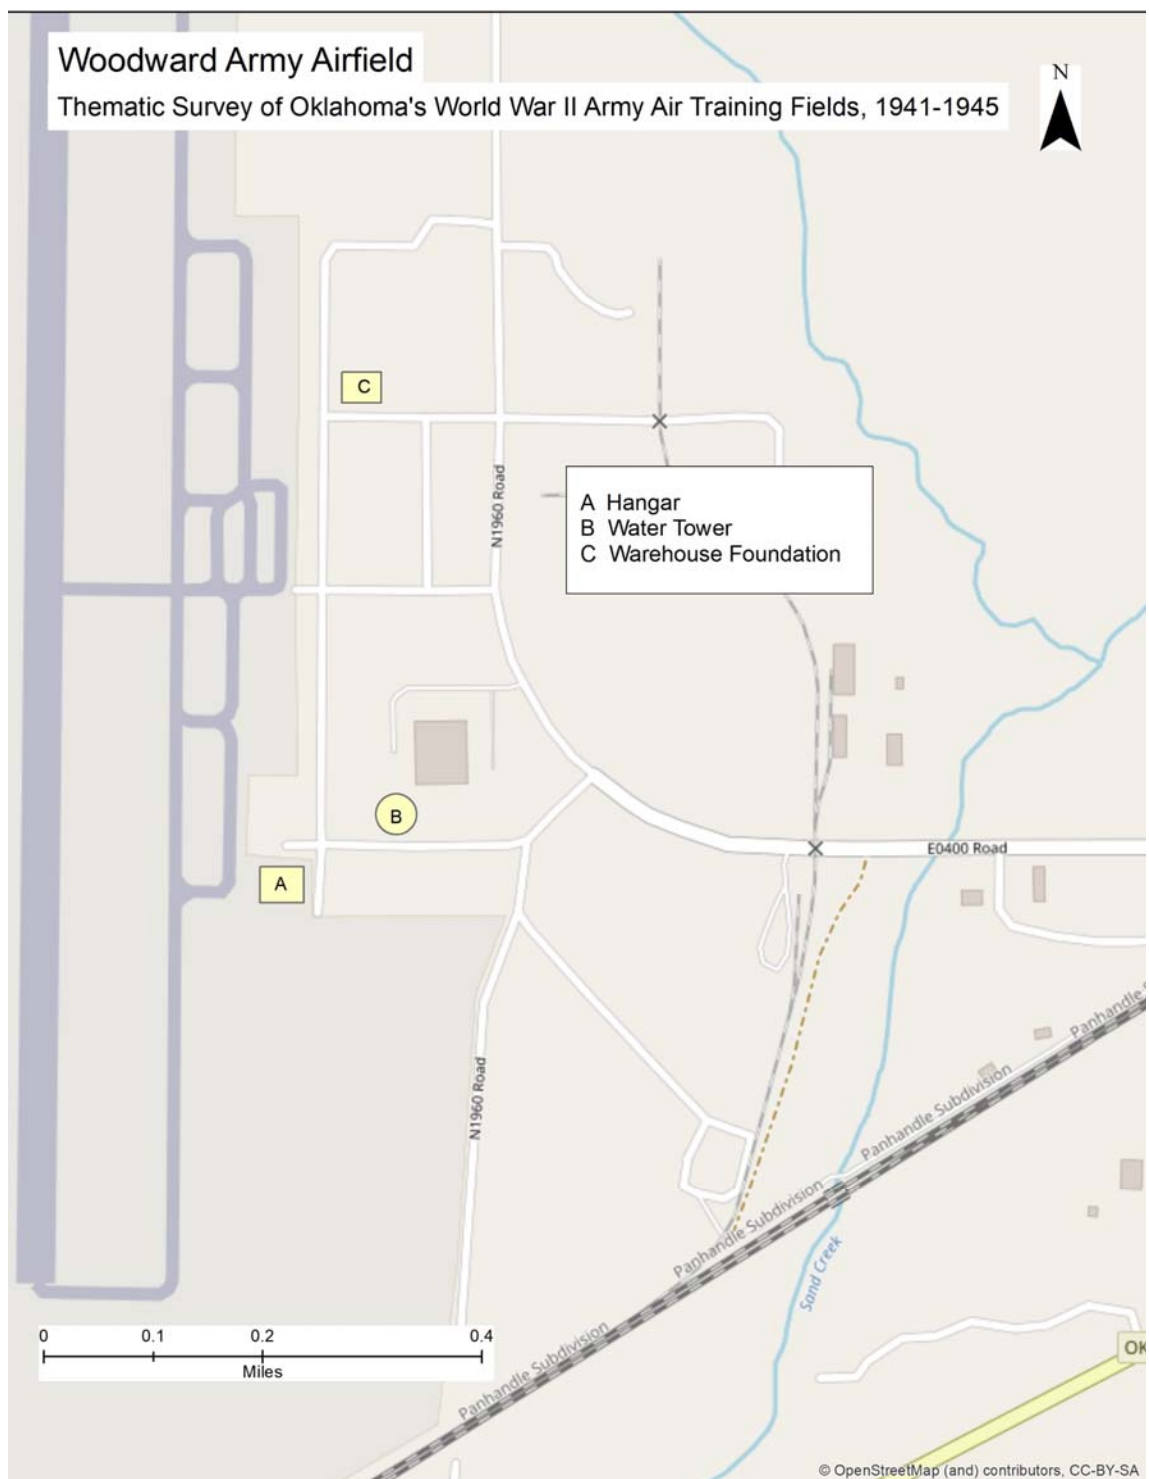 Woodward Army Airfield
Thematic Survey of Oklahoma's World War II Army Air Training Fields, 1941-1945
N
C
N1960 Road
A Hangar
B Water Tower
C Warehouse Foundation
B
E0400 Road
A
Panhandle
N1960 Road
Panhandle Subdivision
Panhandle Subdivision
Panhandle Subdivision
Sand Creek
Panhandle Subdivision
0 0.1 0.2 0.4
Miles
OK
© OpenStreetMap (and) contributors, CC-BY-SA